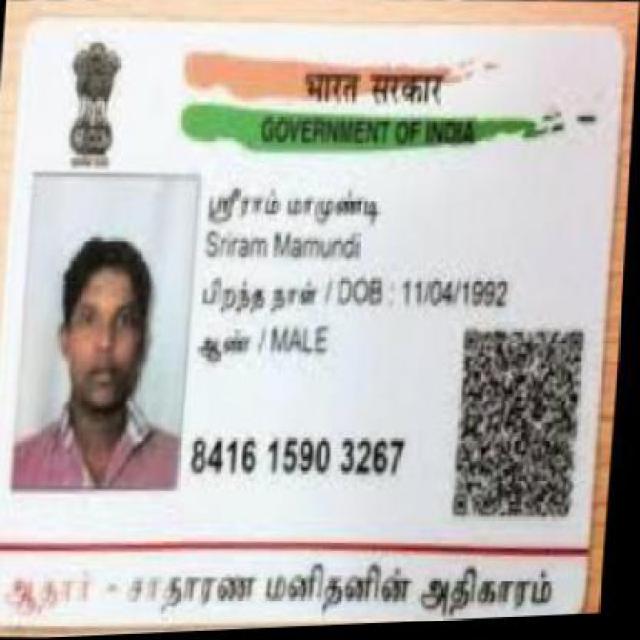 भारत सरकार
GOVERNMENT OF INDIA
ஸ்ரீராம் மாமுண்டி
Sriram Mamundi
பிறந்த நாள் / DOB : 11/04/1992
ஆண் / MALE
8416 1590 3267
ஆதார் - சாதாரண மனிதனின் அதிகாரம்